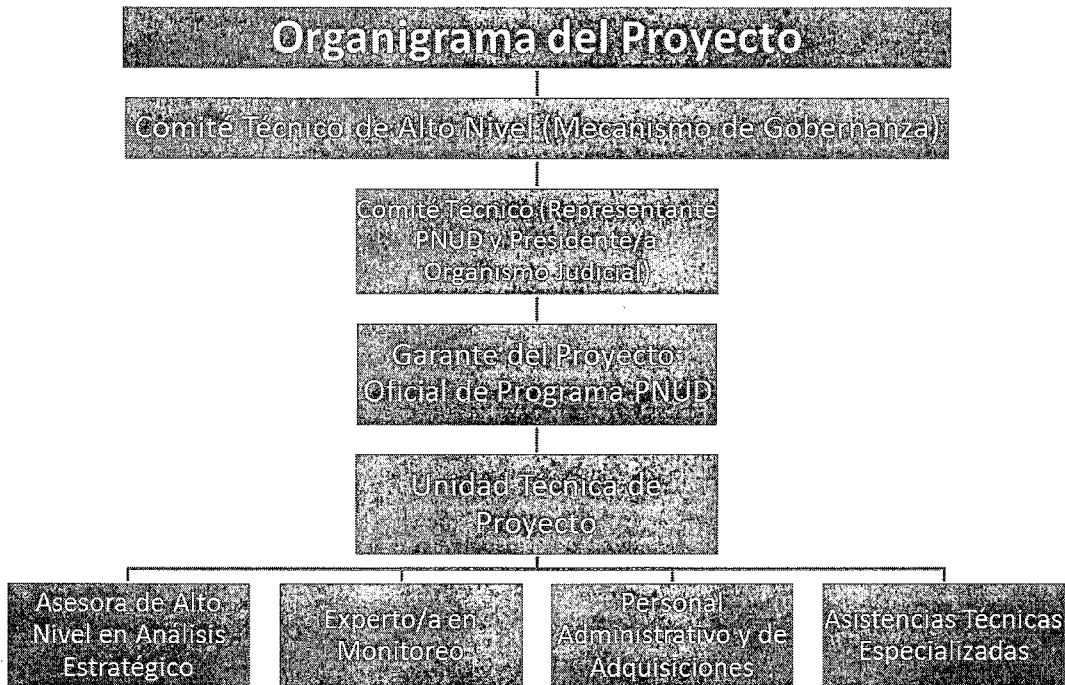 Organigrama del Proyecto
Comité Técnico de Alto Nivel (Mecanismo de Gobernanza)
Comité Técnico (Representante
PNUD y Presidente/a
Organismo Judicial)
Garante del Proyecto:
Oficial de Programa PNUD
Unidad Técnica de
Proyecto
Asesora de Alto
Nivel en Análisis
Estratégico
Experto/a en
Monitoreo
Personal
Administrativo y de
Adquisiciones
Asistencias Técnicas
Especializadas